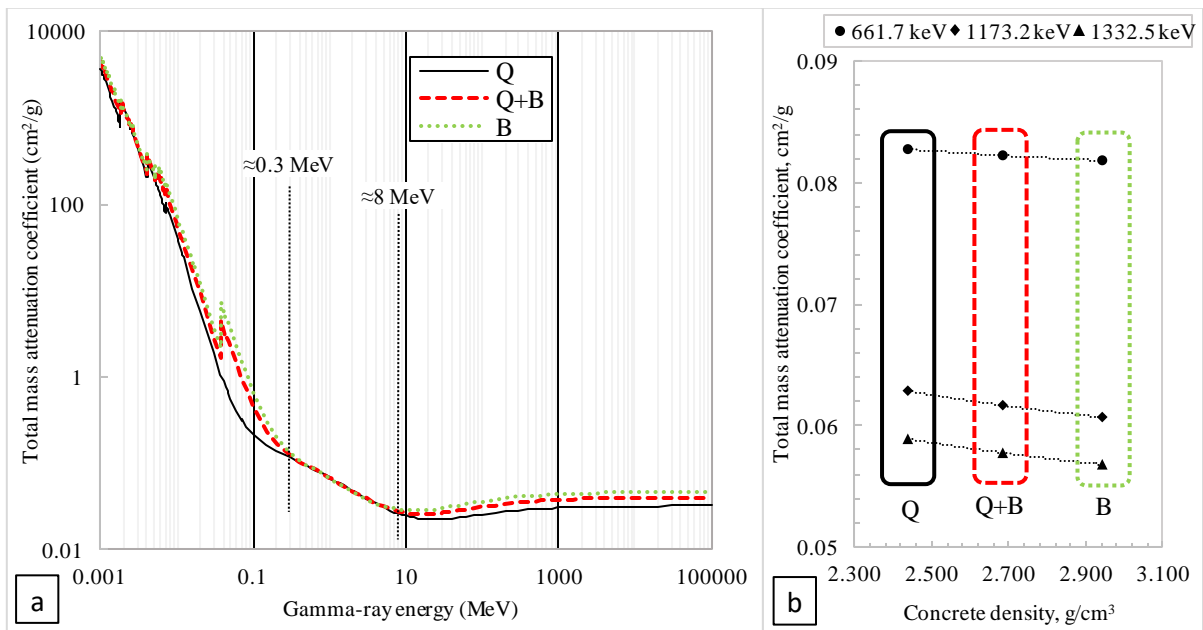 Total mass attenuation coefficient (cm²/g)
10000
100
1
0.01
0.001
0.1
10
1000
100000
Gamma-ray energy (MeV)
Q
Q+B
B
≈0.3 MeV
≈8 MeV
a
661.7 keV 1173.2 keV 1332.5 keV
Total mass attenuation coefficient, cm²/g
0.09
0.08
0.07
0.06
0.05
Q
Q+B
B
2.300
2.500
2.700
2.900
3.100
Concrete density, g/cm³
b